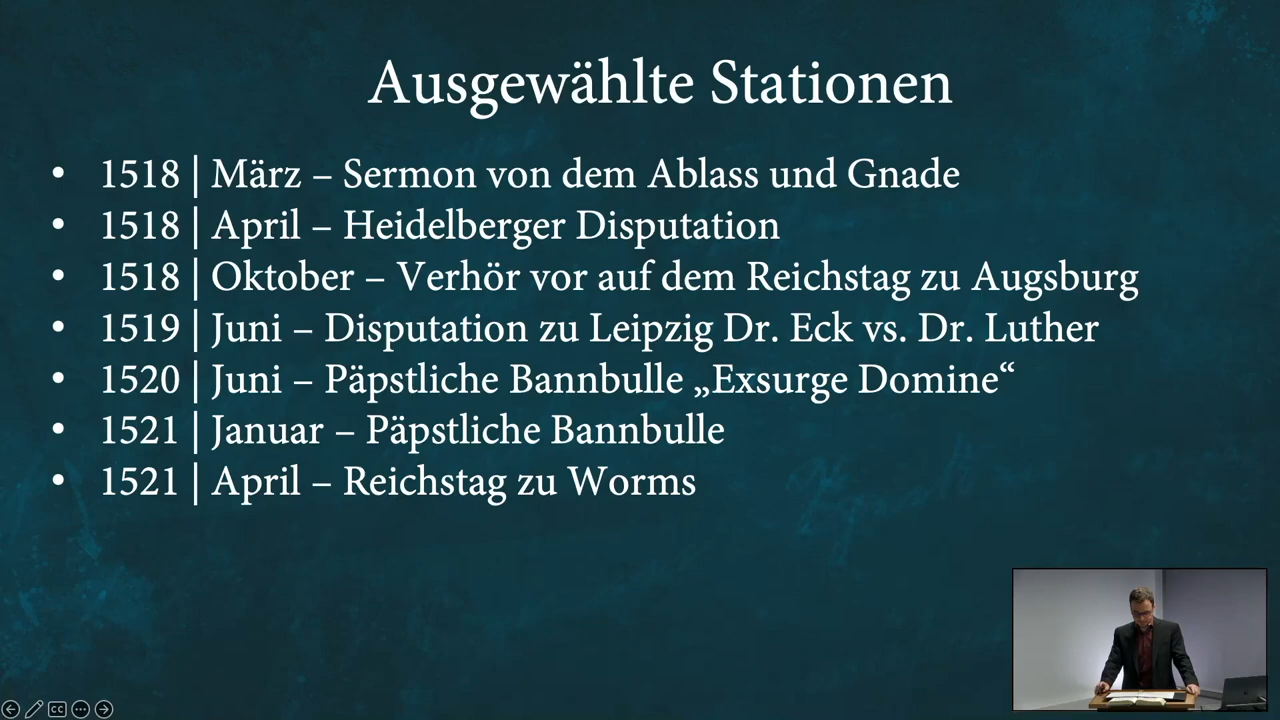 Ausgewählte Stationen
• 1518 | März – Sermon von dem Ablass und Gnade
• 1518 | April – Heidelberger Disputation
• 1518 | Oktober – Verhör vor auf dem Reichstag zu Augsburg
• 1519 | Juni – Disputation zu Leipzig Dr. Eck vs. Dr. Luther
• 1520 | Juni – Päpstliche Bannbulle „Exsurge Domine“
• 1521 | Januar – Päpstliche Bannbulle
• 1521 | April – Reichstag zu Worms
CC